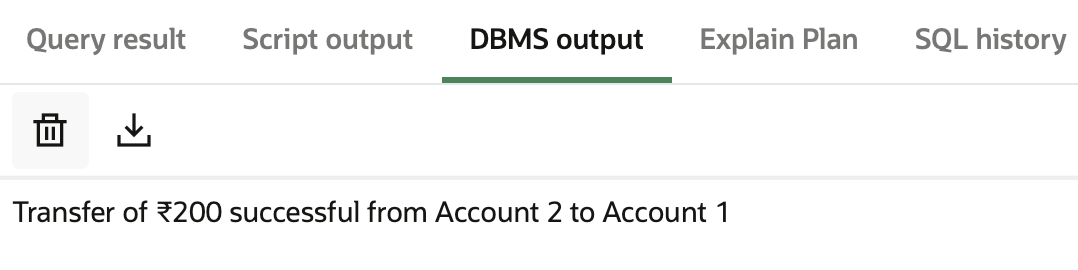 Query result Script output DBMS output Explain Plan SQL history
Transfer of ₹200 successful from Account 2 to Account 1